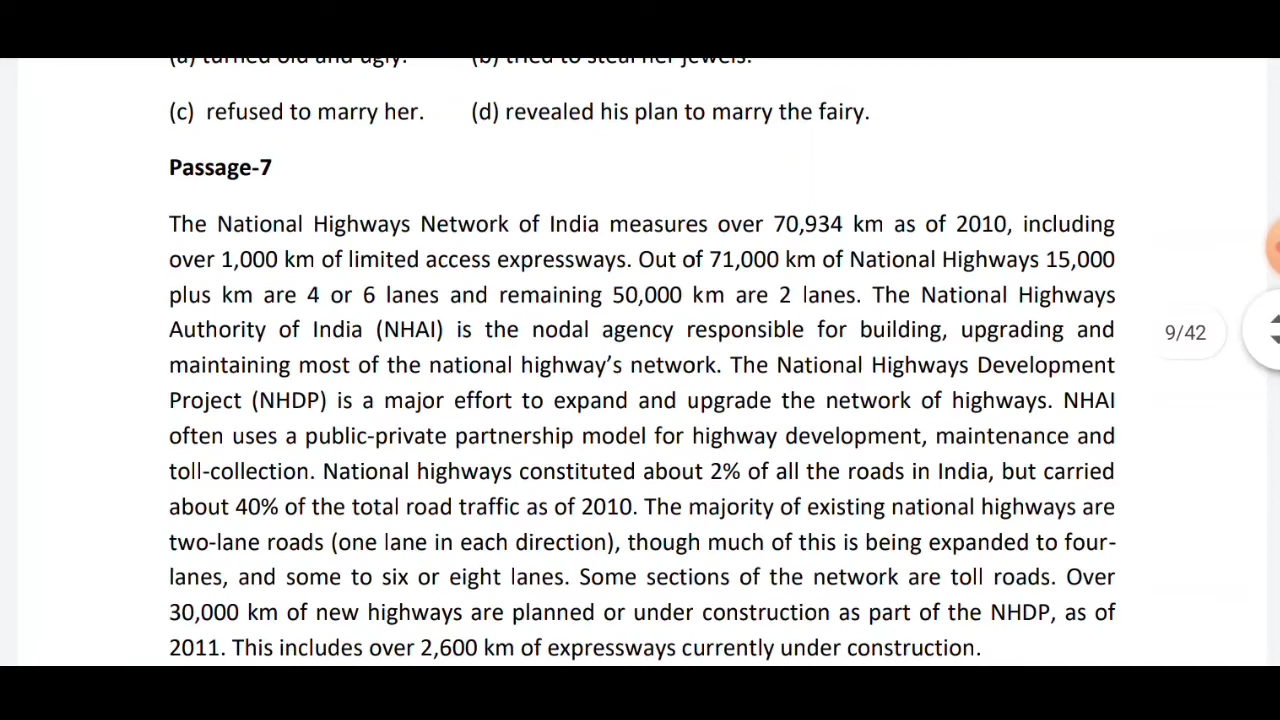 (a) turned old and ugly. (b) tried to steal her jewels.
(c) refused to marry her. (d) revealed his plan to marry the fairy.
Passage-7
The National Highways Network of India measures over 70,934 km as of 2010, including
over 1,000 km of limited access expressways. Out of 71,000 km of National Highways 15,000
plus km are 4 or 6 lanes and remaining 50,000 km are 2 lanes. The National Highways
Authority of India (NHAI) is the nodal agency responsible for building, upgrading and
maintaining most of the national highway’s network. The National Highways Development
Project (NHDP) is a major effort to expand and upgrade the network of highways. NHAI
often uses a public-private partnership model for highway development, maintenance and
toll-collection. National highways constituted about 2% of all the roads in India, but carried
about 40% of the total road traffic as of 2010. The majority of existing national highways are
two-lane roads (one lane in each direction), though much of this is being expanded to four-
lanes, and some to six or eight lanes. Some sections of the network are toll roads. Over
30,000 km of new highways are planned or under construction as part of the NHDP, as of
2011. This includes over 2,600 km of expressways currently under construction.
9/42